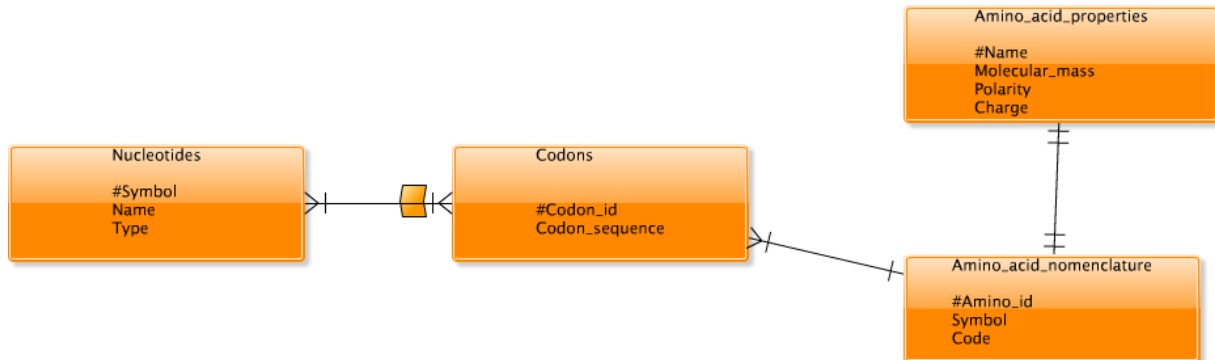 Amino_acid_properties
#Name
Molecular_mass
Polarity
Charge
Nucleotides
#Symbol
Name
Type
Codons
#Codon_id
Codon_sequence
Amino_acid_nomenclature
#Amino_id
Symbol
Code